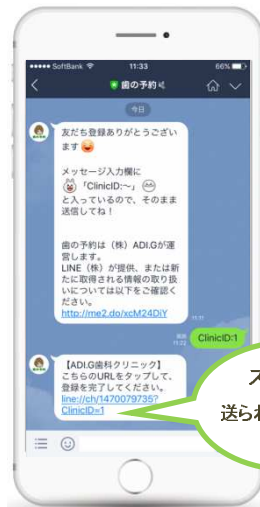 SoftBank 11:33 66%
歯の予約
今日
友だち登録ありがとうござい
ます
メッセージ入力欄に
「ClinicID:～」
と入っているので、そのまま
送信してね！
歯の予約は（株）ADI.Gが運
営します。
LINE（株）が提供、または新
たに取得される情報の取り扱
いについては以下をご確認く
ださい。
http://me2.do/xcM24DiY
11:11
ClinicID:1
【ADI.G歯科クリニック】
こちらのURLをタップして、
登録を完了してください。
line://ch/1470079735?
ClinicID=1
ス
送られ